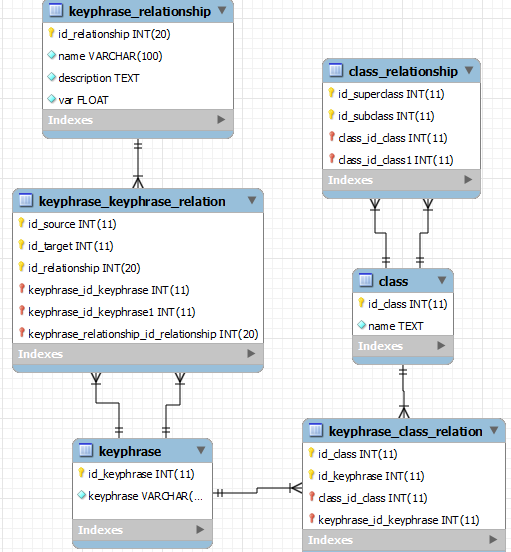 keyphrase_relationship
id_relationship INT(20)
name VARCHAR(100)
description TEXT
var FLOAT
Indexes
class_relationship
id_superclass INT(11)
id_subclass INT(11)
class_id_class INT(11)
class_id_class1 INT(11)
Indexes
keyphrase_keyphrase_relation
id_source INT(11)
id_target INT(11)
id_relationship INT(20)
keyphrase_id_keyphrase INT(11)
keyphrase_id_keyphrase1 INT(11)
keyphrase_relationship_id_relationship INT(20)
Indexes
class
id_class INT(11)
name TEXT
Indexes
keyphrase
id_keyphrase INT(11)
keyphrase VARCHAR(...
Indexes
keyphrase_class_relation
id_class INT(11)
id_keyphrase INT(11)
class_id_class INT(11)
keyphrase_id_keyphrase INT(11)
Indexes